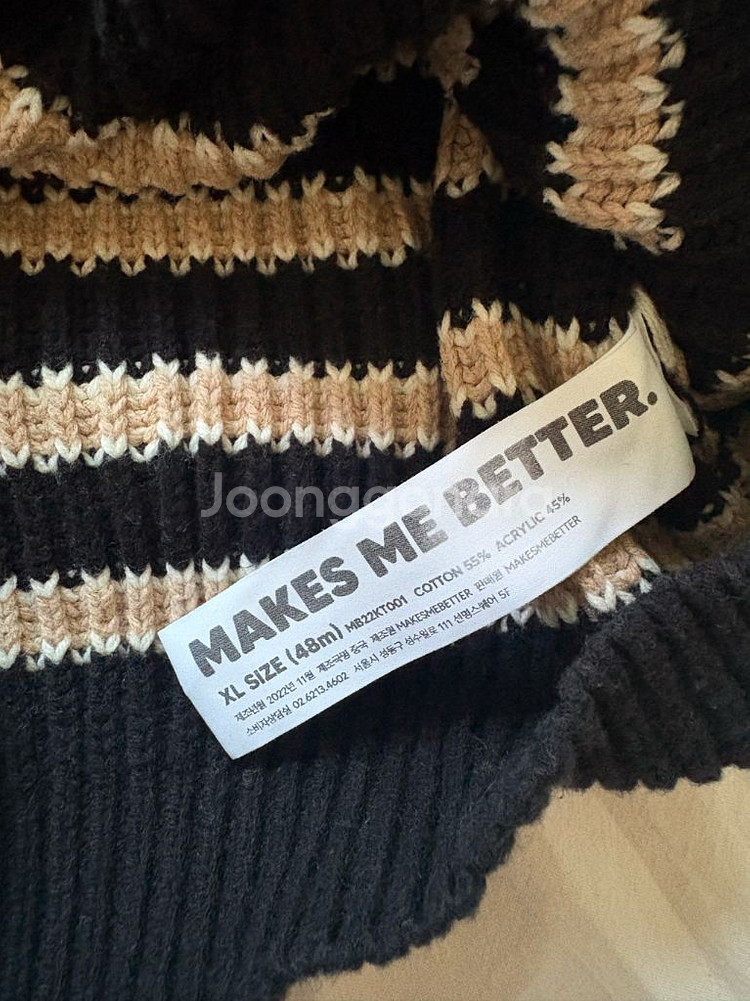 MAKES ME BETTER.
XL SIZE (48m) MB22KT001 COTTON 55% ACRYLIC 45%
제조년월 2022년 11월 제조국명 중국 제조원 MAKESMEBETTER 판매원 MAKESMEBETTER
소비자상담실 02.6213.4602 서울시 성동구 성수일로 111 선명스퀘어 5F